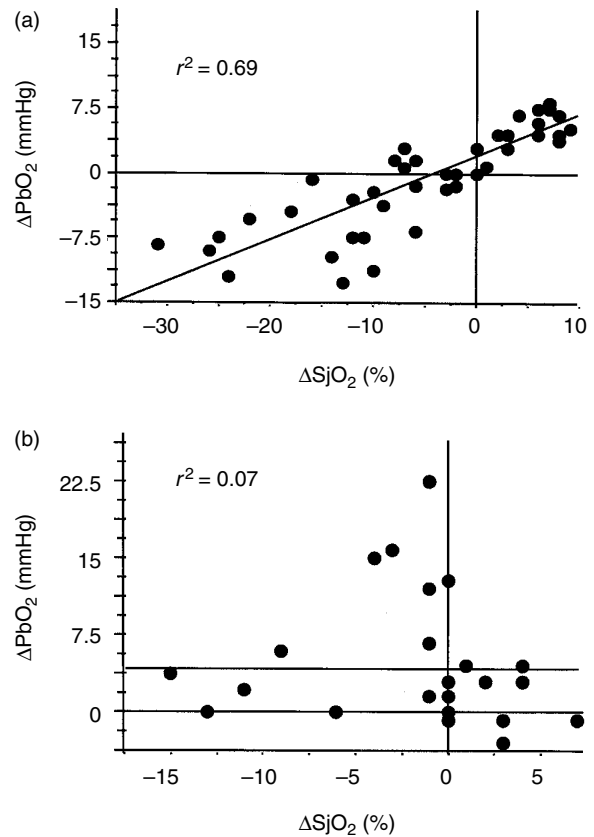 (a)
r² = 0.69
ΔPbO₂ (mmHg)
15
7.5
0
−7.5
−15
−30 −20 −10 0 10
ΔSjO₂ (%)
(b)
r² = 0.07
ΔPbO₂ (mmHg)
22.5
15
7.5
0
−15 −10 −5 0 5
ΔSjO₂ (%)